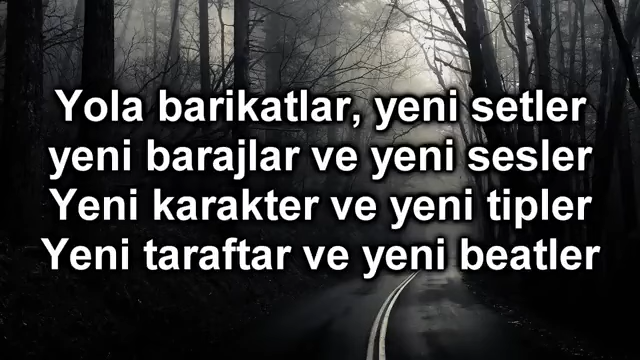 Yola barikatlar, yeni setler
yeni barajlar ve yeni sesler
Yeni karakter ve yeni tipler
Yeni taraftar ve yeni beatler